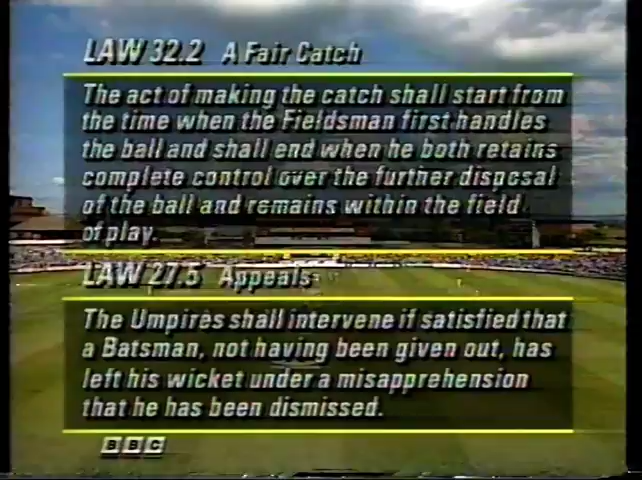 LAW 32.2 A Fair Catch
The act of making the catch shall start from
the time when the Fieldsman first handles
the ball and shall end when he both retains
complete control over the further disposal
of the ball and remains within the field
of play.
LAW 27.5 Appeals
The Umpires shall intervene if satisfied that
a Batsman, not having been given out, has
left his wicket under a misapprehension
that he has been dismissed.
BBC